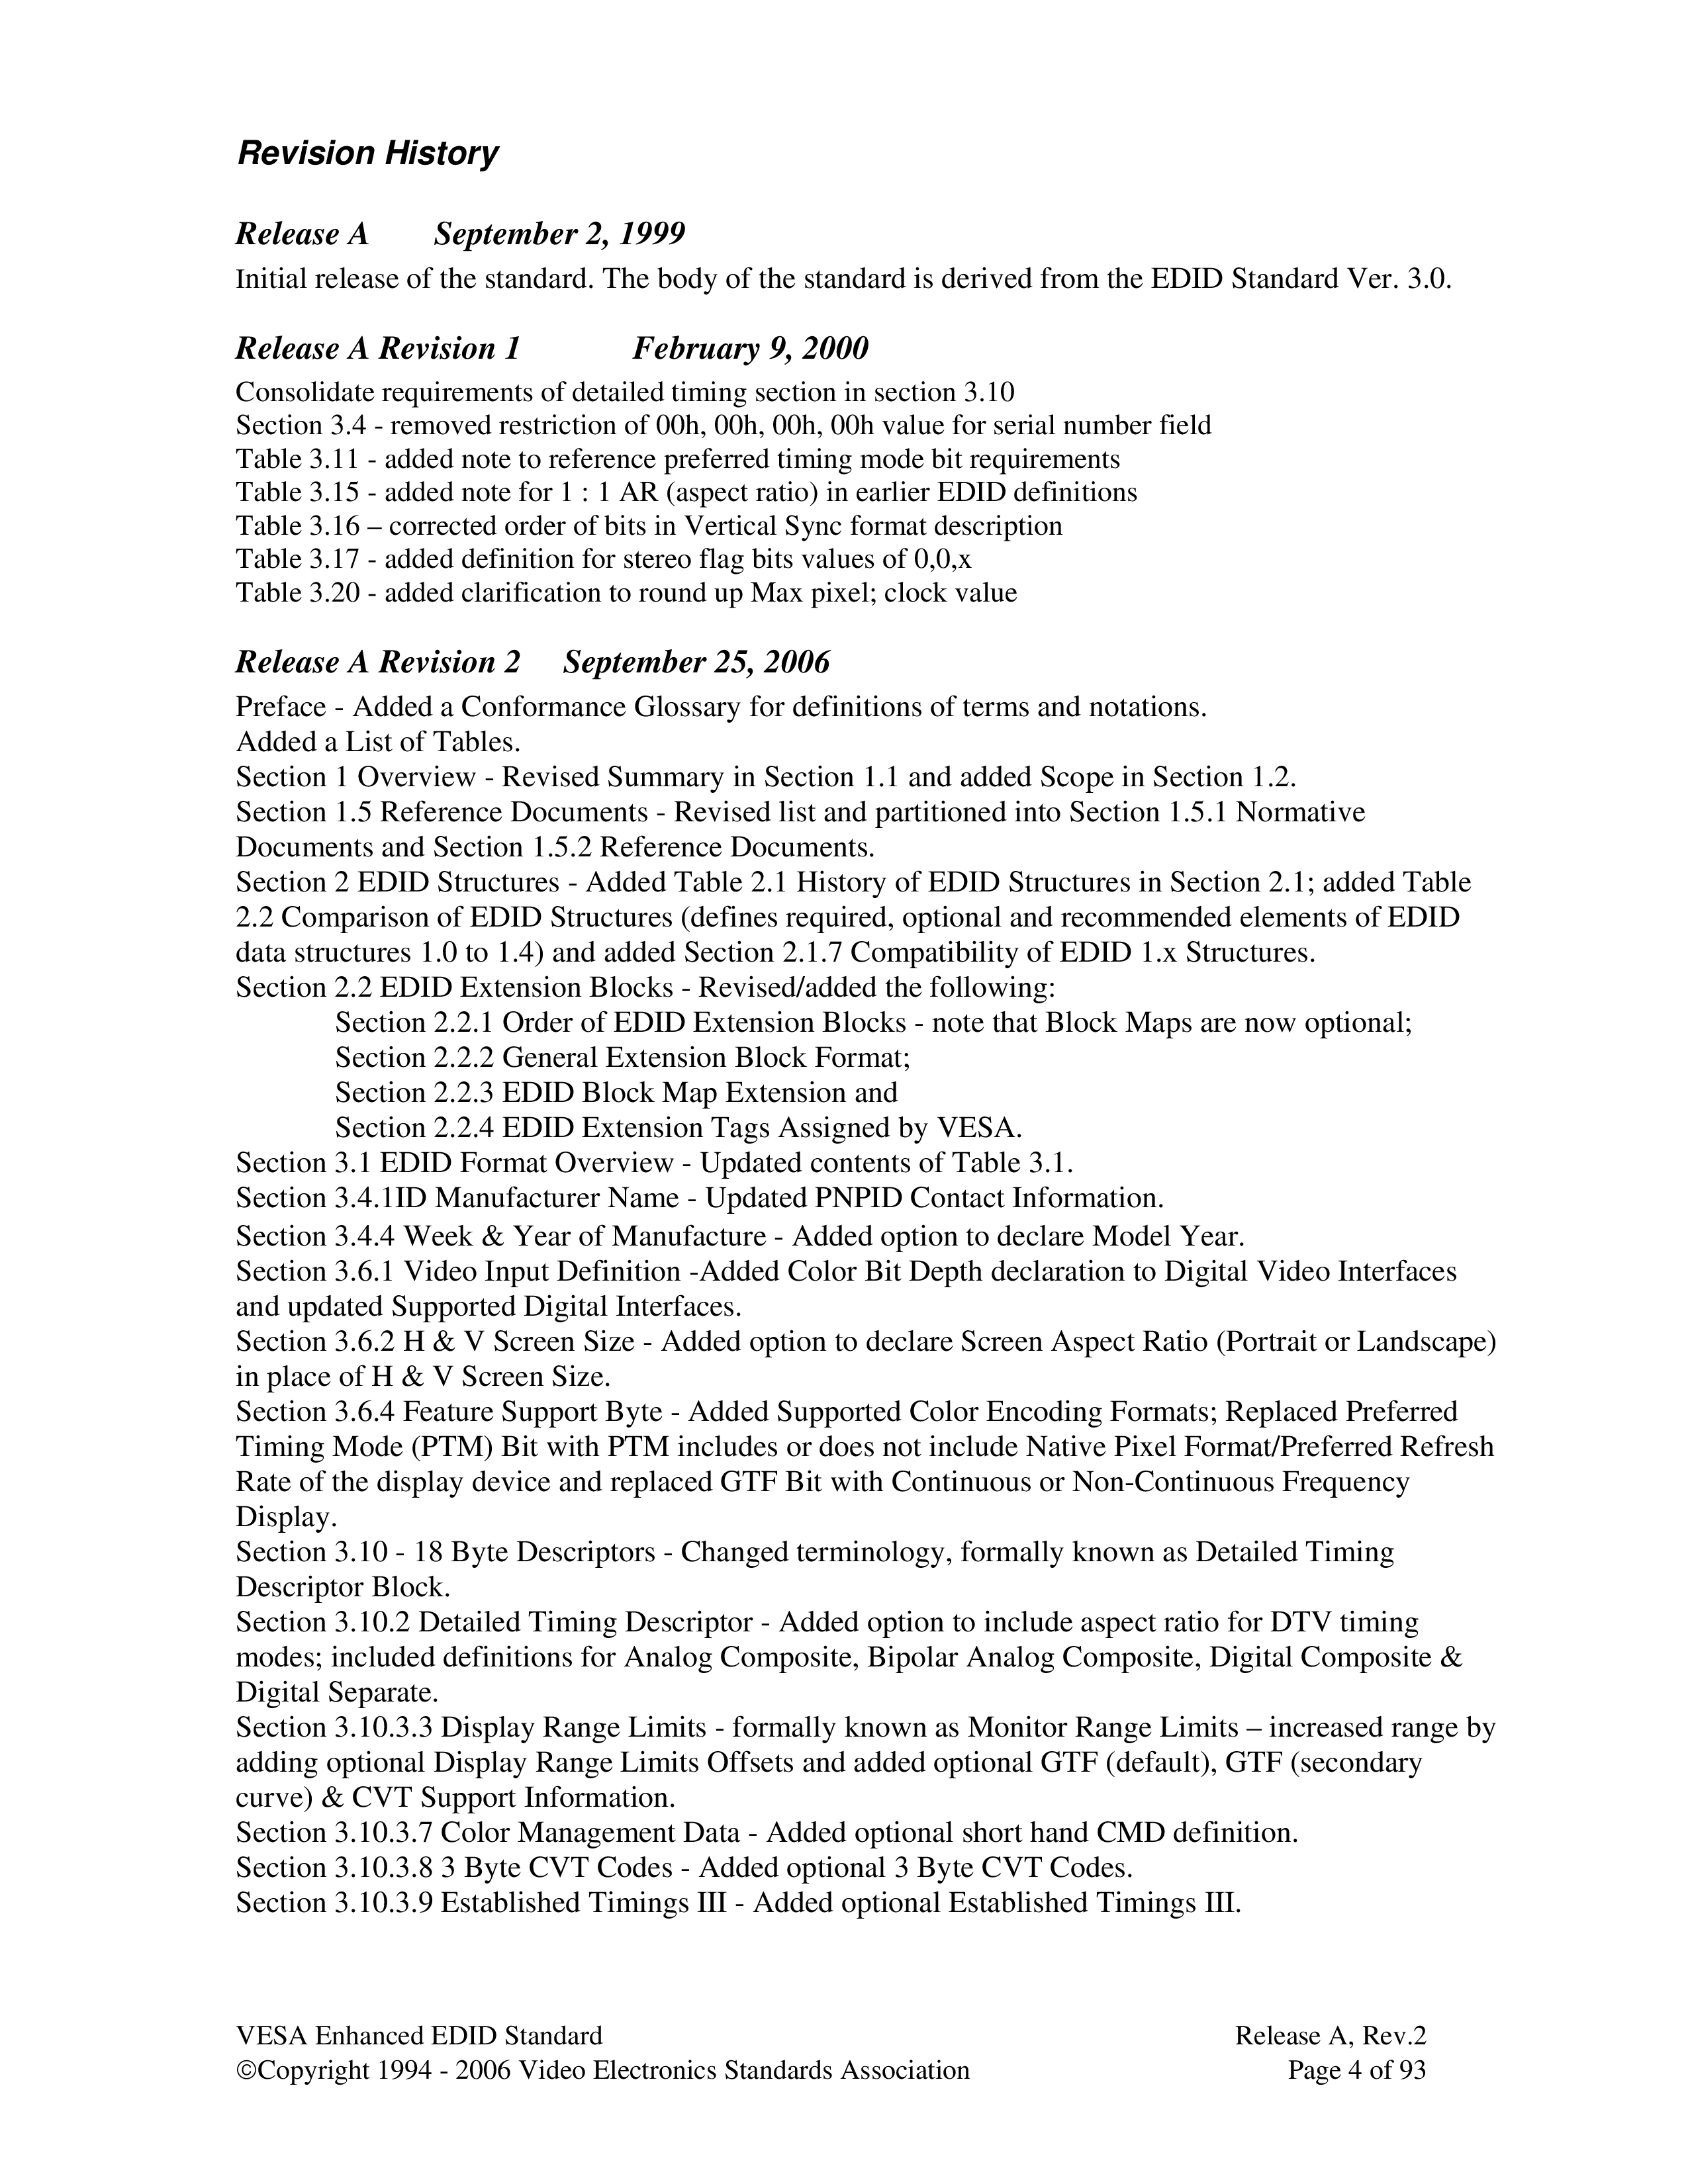 Revision History
Release A September 2, 1999
Initial release of the standard. The body of the standard is derived from the EDID Standard Ver. 3.0.
Release A Revision 1 February 9, 2000
Consolidate requirements of detailed timing section in section 3.10
Section 3.4 - removed restriction of 00h, 00h, 00h, 00h value for serial number field
Table 3.11 - added note to reference preferred timing mode bit requirements
Table 3.15 - added note for 1 : 1 AR (aspect ratio) in earlier EDID definitions
Table 3.16 – corrected order of bits in Vertical Sync format description
Table 3.17 - added definition for stereo flag bits values of 0,0,x
Table 3.20 - added clarification to round up Max pixel; clock value
Release A Revision 2 September 25, 2006
Preface - Added a Conformance Glossary for definitions of terms and notations.
Added a List of Tables.
Section 1 Overview - Revised Summary in Section 1.1 and added Scope in Section 1.2.
Section 1.5 Reference Documents - Revised list and partitioned into Section 1.5.1 Normative
Documents and Section 1.5.2 Reference Documents.
Section 2 EDID Structures - Added Table 2.1 History of EDID Structures in Section 2.1; added Table
2.2 Comparison of EDID Structures (defines required, optional and recommended elements of EDID
data structures 1.0 to 1.4) and added Section 2.1.7 Compatibility of EDID 1.x Structures.
Section 2.2 EDID Extension Blocks - Revised/added the following:
Section 2.2.1 Order of EDID Extension Blocks - note that Block Maps are now optional;
Section 2.2.2 General Extension Block Format;
Section 2.2.3 EDID Block Map Extension and
Section 2.2.4 EDID Extension Tags Assigned by VESA.
Section 3.1 EDID Format Overview - Updated contents of Table 3.1.
Section 3.4.1ID Manufacturer Name - Updated PNPID Contact Information.
Section 3.4.4 Week & Year of Manufacture - Added option to declare Model Year.
Section 3.6.1 Video Input Definition -Added Color Bit Depth declaration to Digital Video Interfaces
and updated Supported Digital Interfaces.
Section 3.6.2 H & V Screen Size - Added option to declare Screen Aspect Ratio (Portrait or Landscape)
in place of H & V Screen Size.
Section 3.6.4 Feature Support Byte - Added Supported Color Encoding Formats; Replaced Preferred
Timing Mode (PTM) Bit with PTM includes or does not include Native Pixel Format/Preferred Refresh
Rate of the display device and replaced GTF Bit with Continuous or Non-Continuous Frequency
Display.
Section 3.10 - 18 Byte Descriptors - Changed terminology, formally known as Detailed Timing
Descriptor Block.
Section 3.10.2 Detailed Timing Descriptor - Added option to include aspect ratio for DTV timing
modes; included definitions for Analog Composite, Bipolar Analog Composite, Digital Composite &
Digital Separate.
Section 3.10.3.3 Display Range Limits - formally known as Monitor Range Limits – increased range by
adding optional Display Range Limits Offsets and added optional GTF (default), GTF (secondary
curve) & CVT Support Information.
Section 3.10.3.7 Color Management Data - Added optional short hand CMD definition.
Section 3.10.3.8 3 Byte CVT Codes - Added optional 3 Byte CVT Codes.
Section 3.10.3.9 Established Timings III - Added optional Established Timings III.
VESA Enhanced EDID Standard Release A, Rev.2
©Copyright 1994 - 2006 Video Electronics Standards Association Page 4 of 93